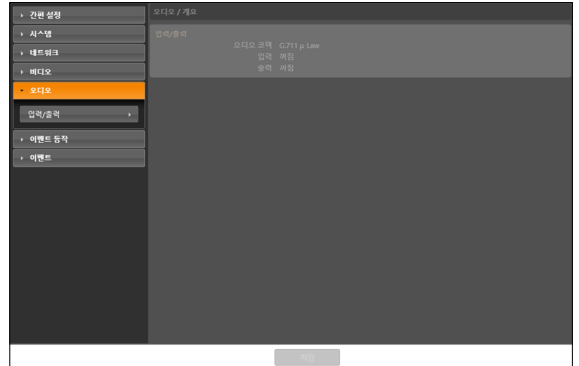 간편 설정
시스템
네트워크
비디오
오디오
입력/출력
이벤트 동작
이벤트
오디오 / 개요
입력/출력
오디오 코덱 G.711 μ Law
입력 꺼짐
출력 꺼짐
저장